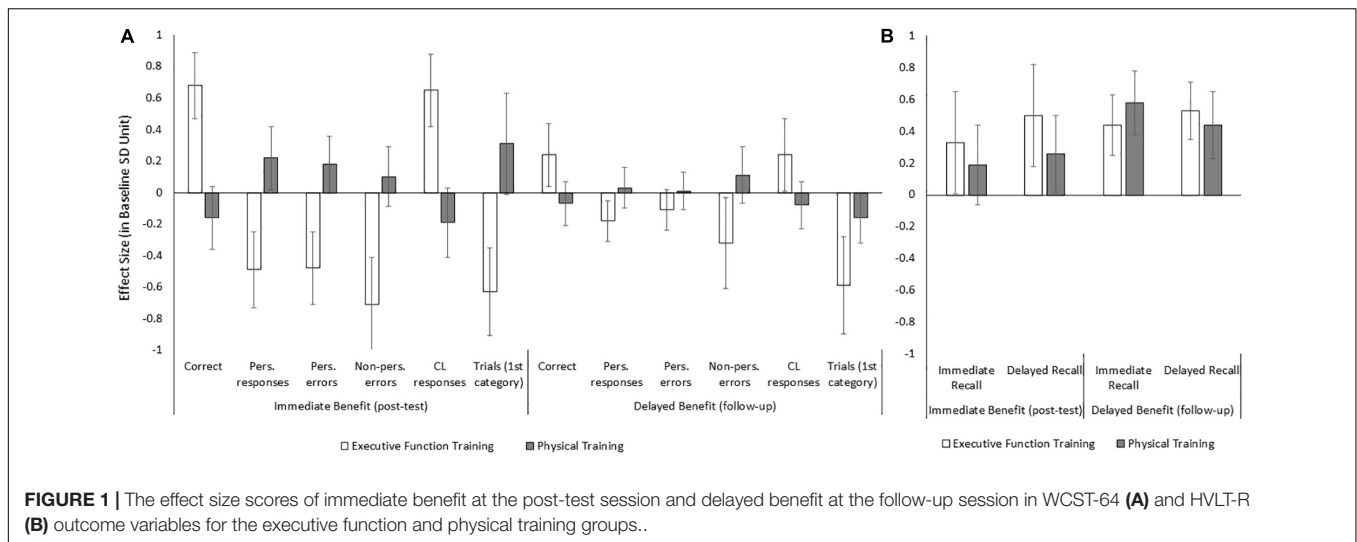 A
B
Effect Size (in Baseline SD Unit)
1
0.8
0.6
0.4
0.2
0
-0.2
-0.4
-0.6
-0.8
-1
Correct
Pers.
responses
Pers.
errors
Non-pers.
errors
CL
responses
Trials (1st
category)
Correct
Pers.
responses
Pers.
errors
Non-pers.
errors
CL
responses
Trials (1st
category)
Immediate Benefit (post-test)
Delayed Benefit (follow-up)
Executive Function Training
Physical Training
1
0.8
0.6
0.4
0.2
0
-0.2
-0.4
-0.6
-0.8
-1
Immediate
Recall
Delayed Recall
Immediate
Recall
Delayed Recall
Immediate Benefit (post-test)
Delayed Benefit (follow-up)
Executive Function Training
Physical Training
FIGURE 1 | The effect size scores of immediate benefit at the post-test session and delayed benefit at the follow-up session in WCST-64 (A) and HVLT-R
(B) outcome variables for the executive function and physical training groups..